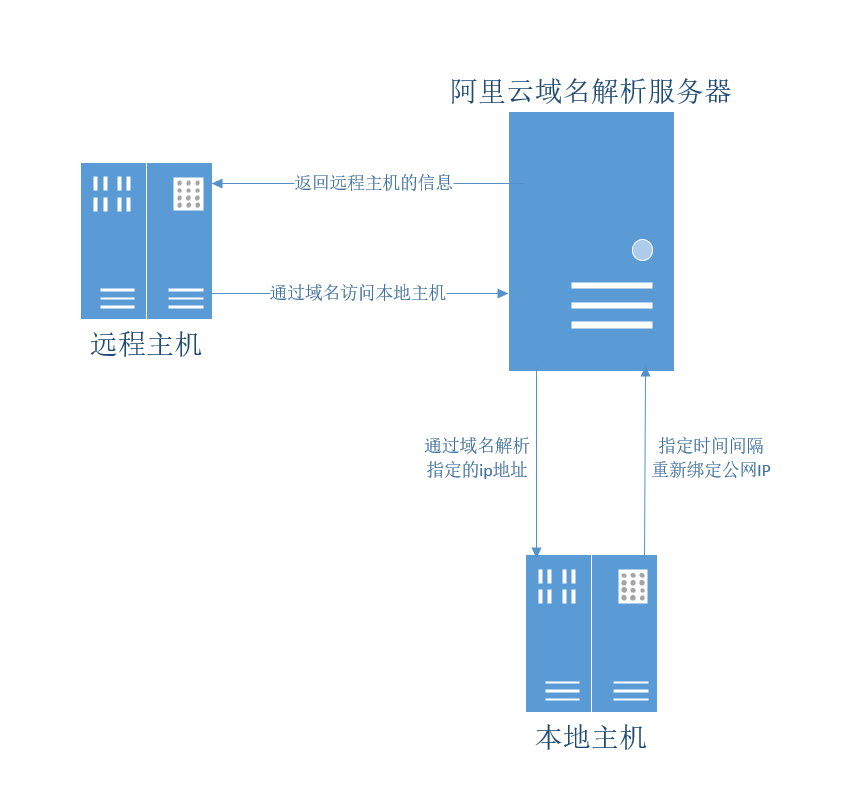 阿里云域名解析服务器
返回远程主机的信息
通过域名访问本地主机
远程主机
通过域名解析
指定的ip地址
指定时间间隔
重新绑定公网IP
本地主机